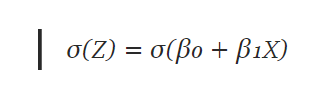 σ(Z) = σ(β₀ + β₁X)